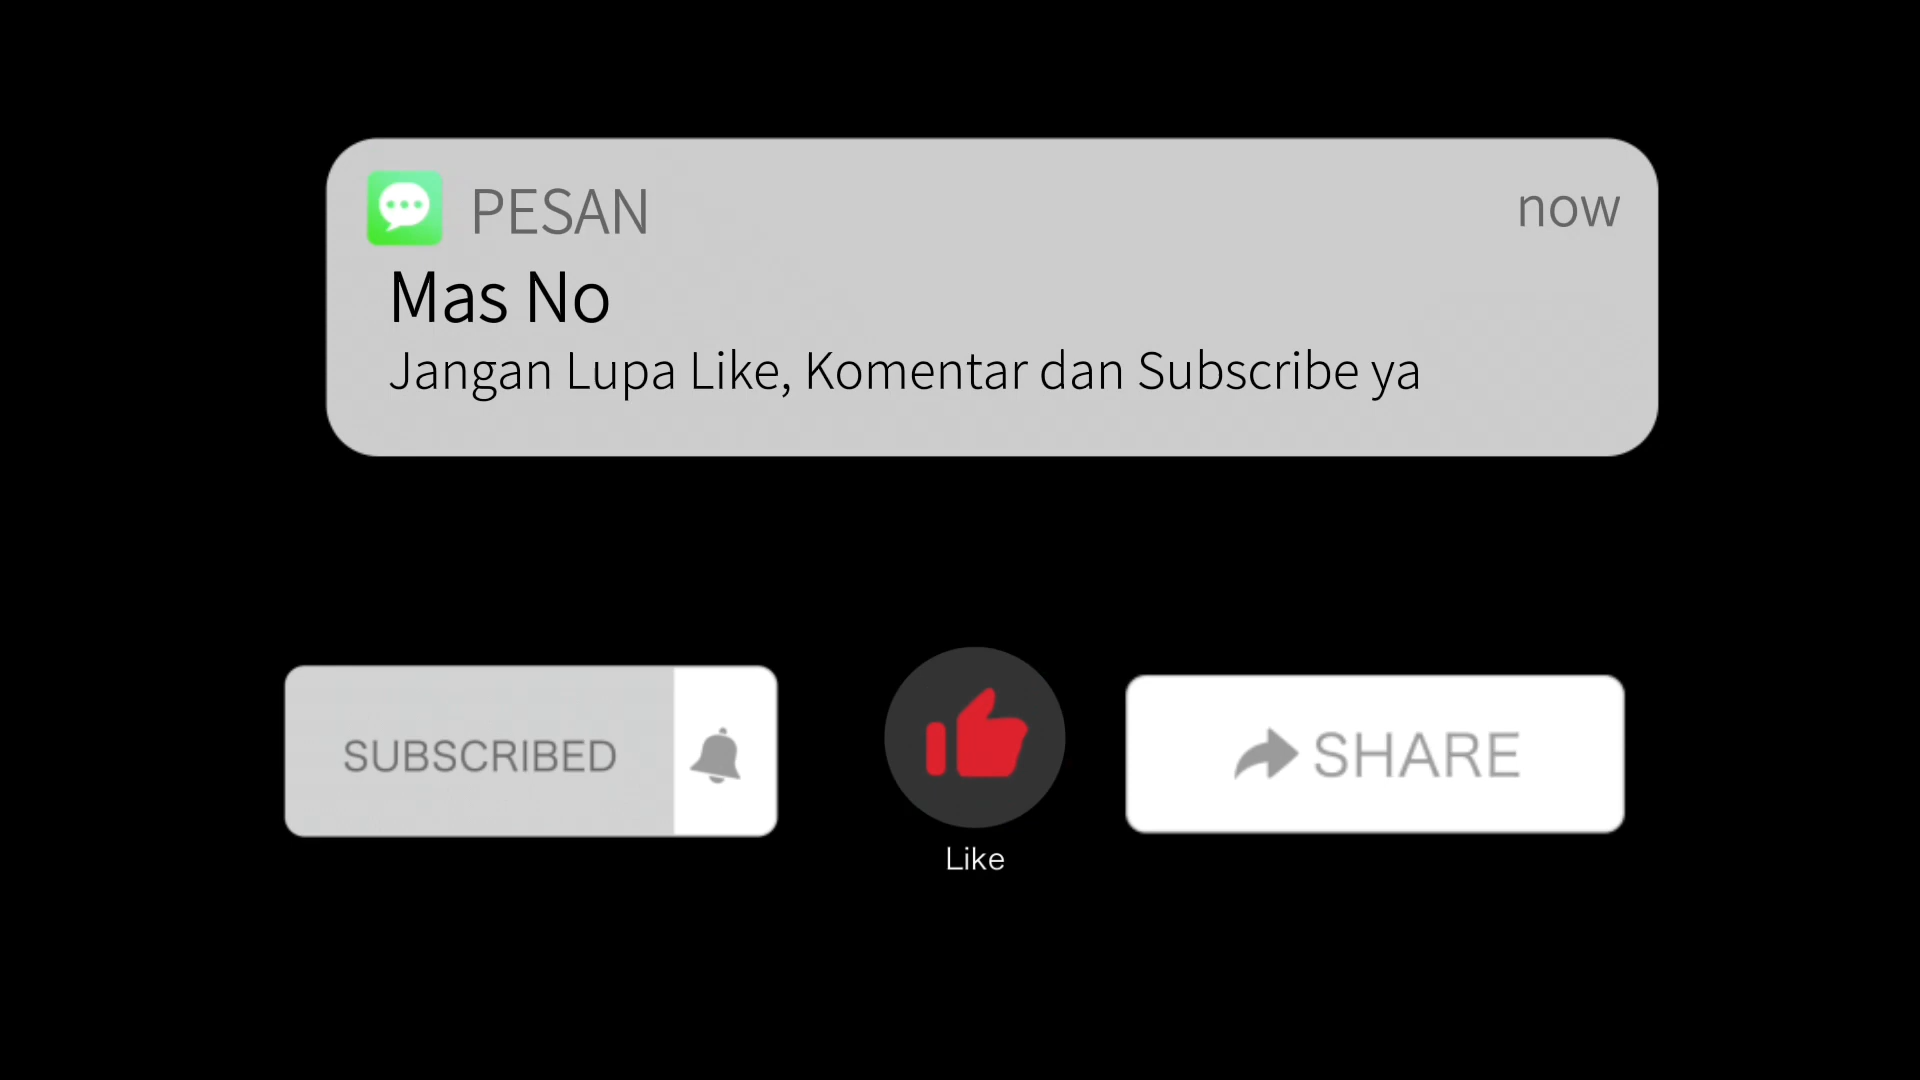 PESAN
now
Mas No
Jangan Lupa Like, Komentar dan Subscribe ya
SUBSCRIBED
SHARE
Like